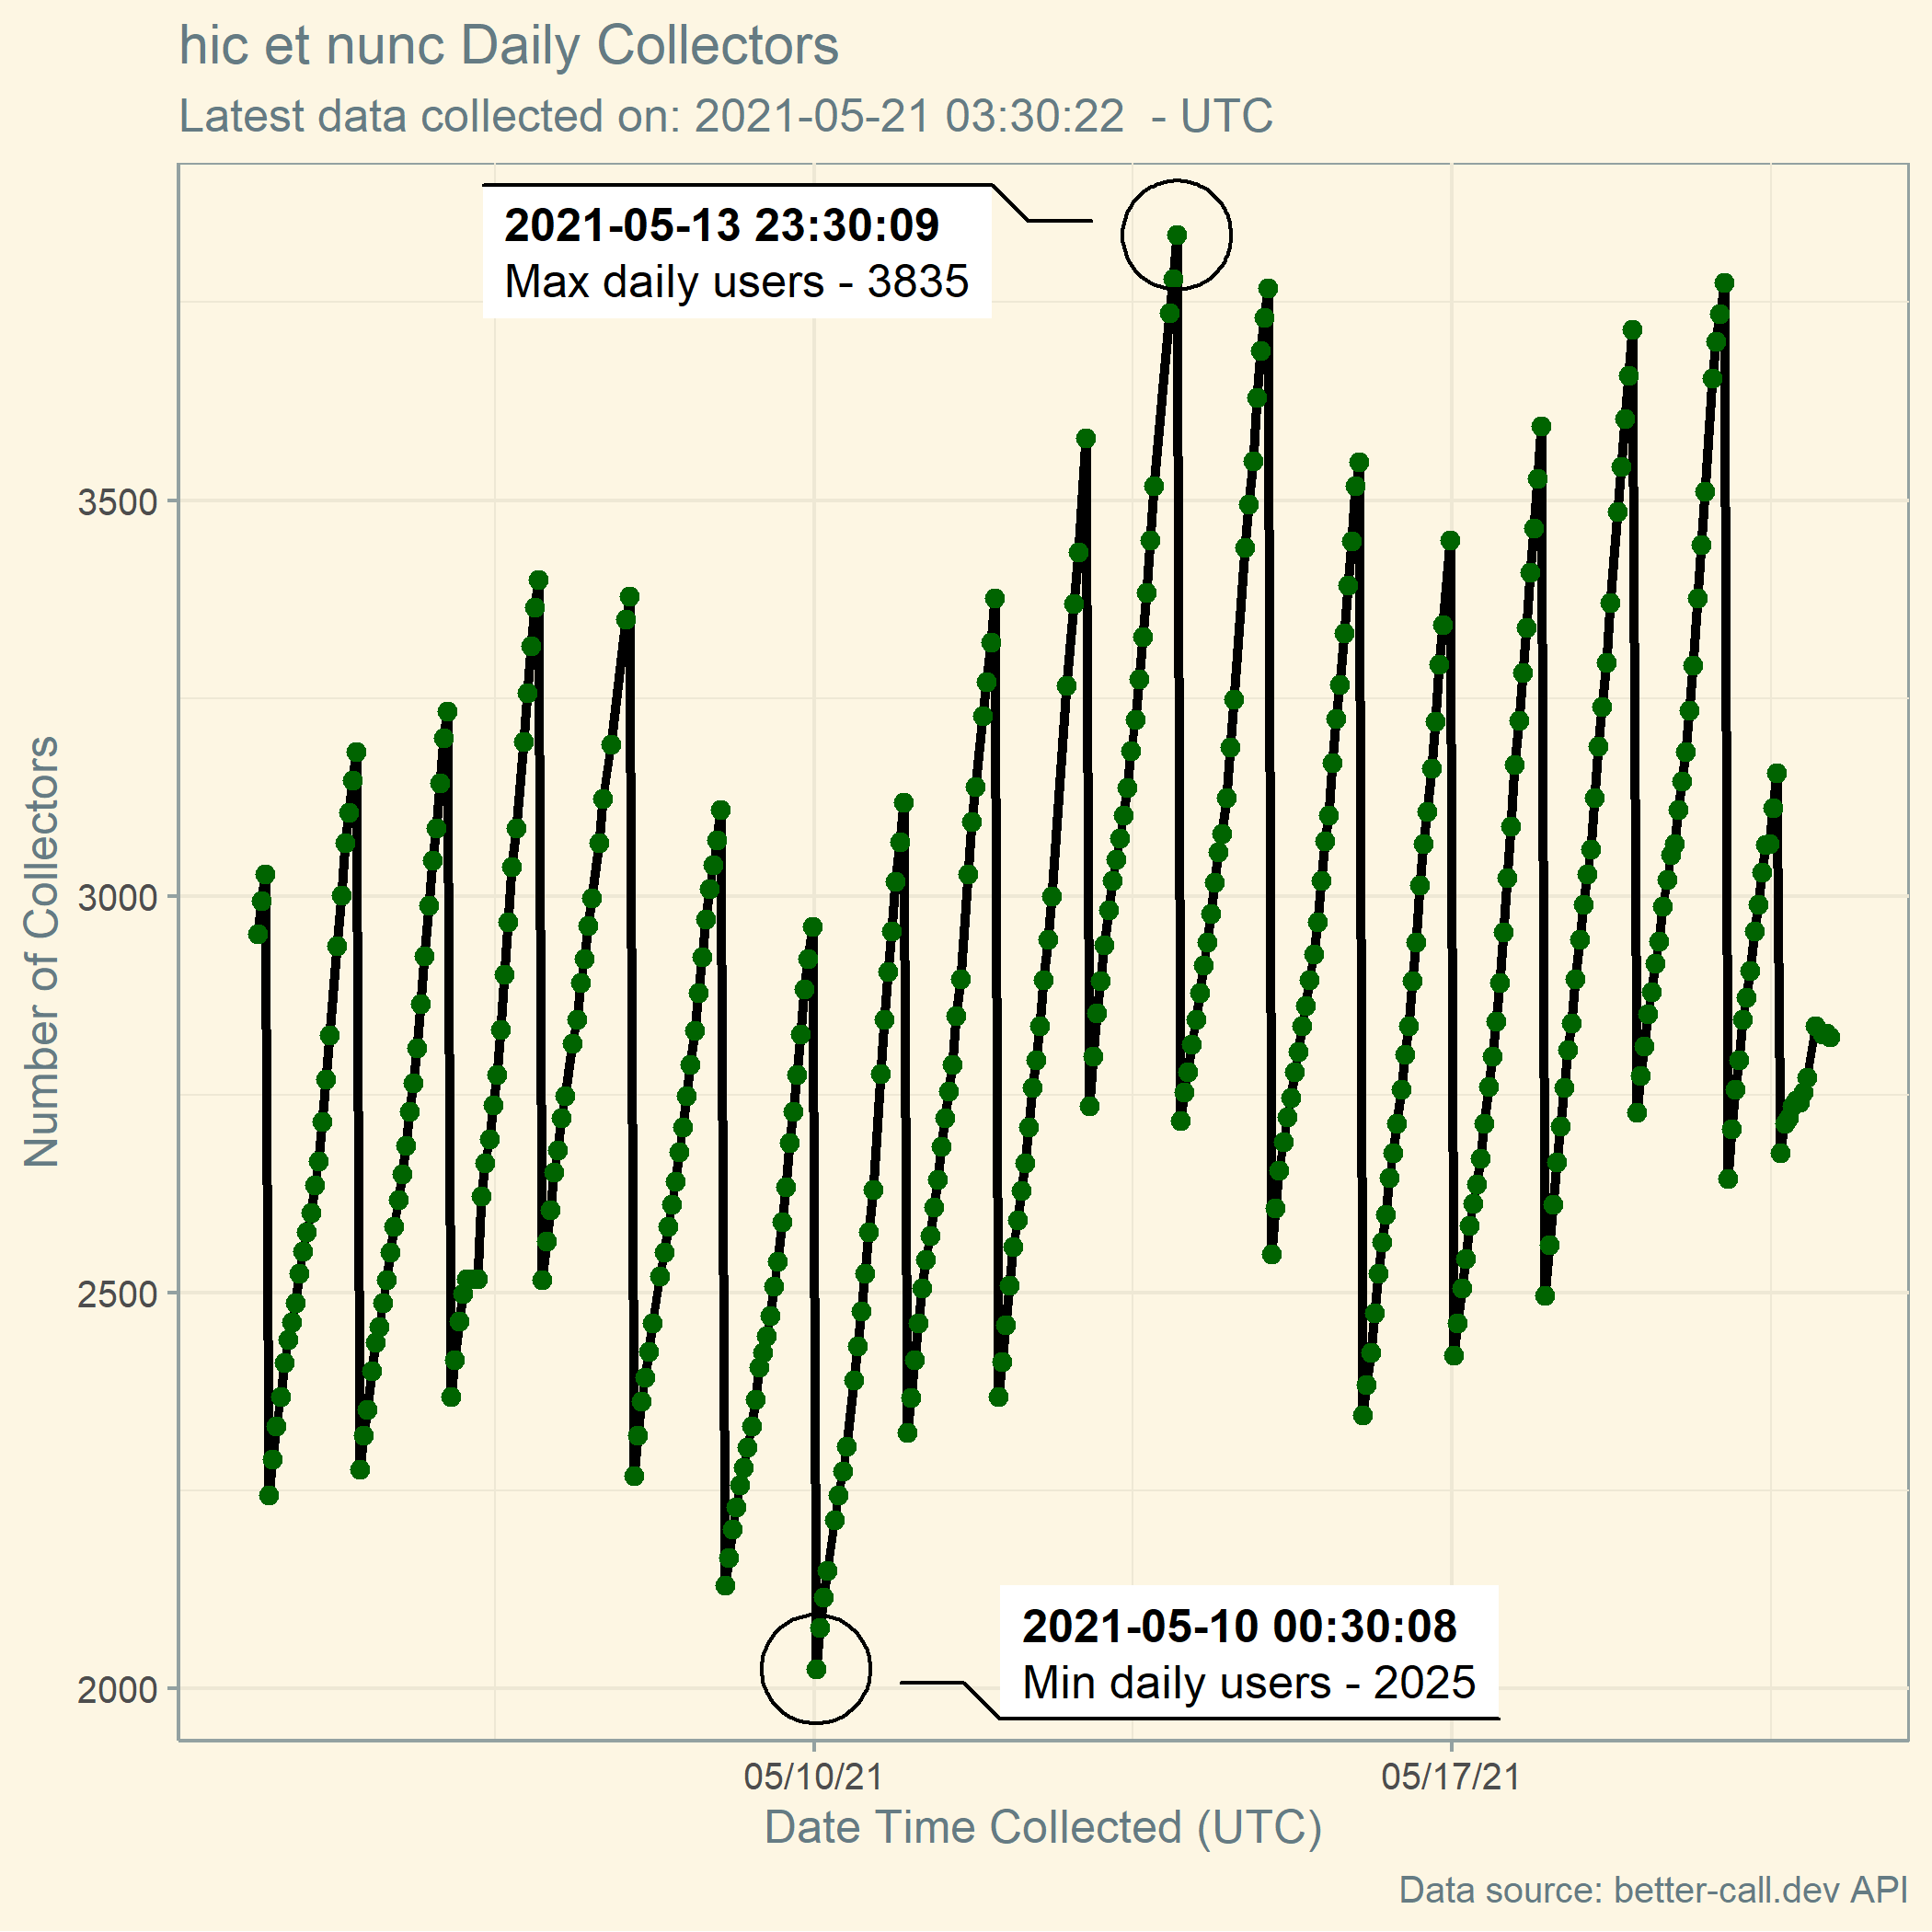 hic et nunc Daily Collectors
Latest data collected on: 2021-05-21 03:30:22  - UTC
2021-05-13 23:30:09
Max daily users - 3835
3500
3000
2500
2000
Number of Collectors
2021-05-10 00:30:08
Min daily users - 2025
05/10/21
05/17/21
Date Time Collected (UTC)
Data source: better-call.dev API